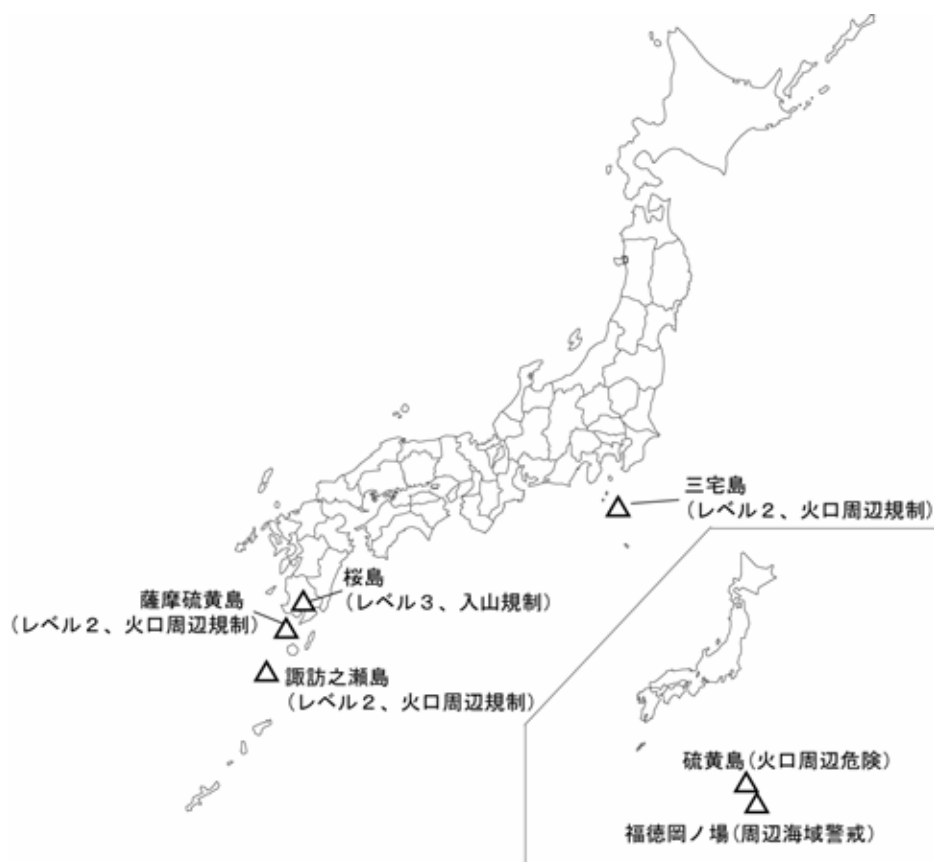 三宅島
(レベル2、火口周辺規制)
桜島
(レベル3、入山規制)
薩摩硫黄島
(レベル2、火口周辺規制)
諏訪之瀬島
(レベル2、火口周辺規制)
硫黄島(火口周辺危険)
福徳岡ノ場(周辺海域警戒)